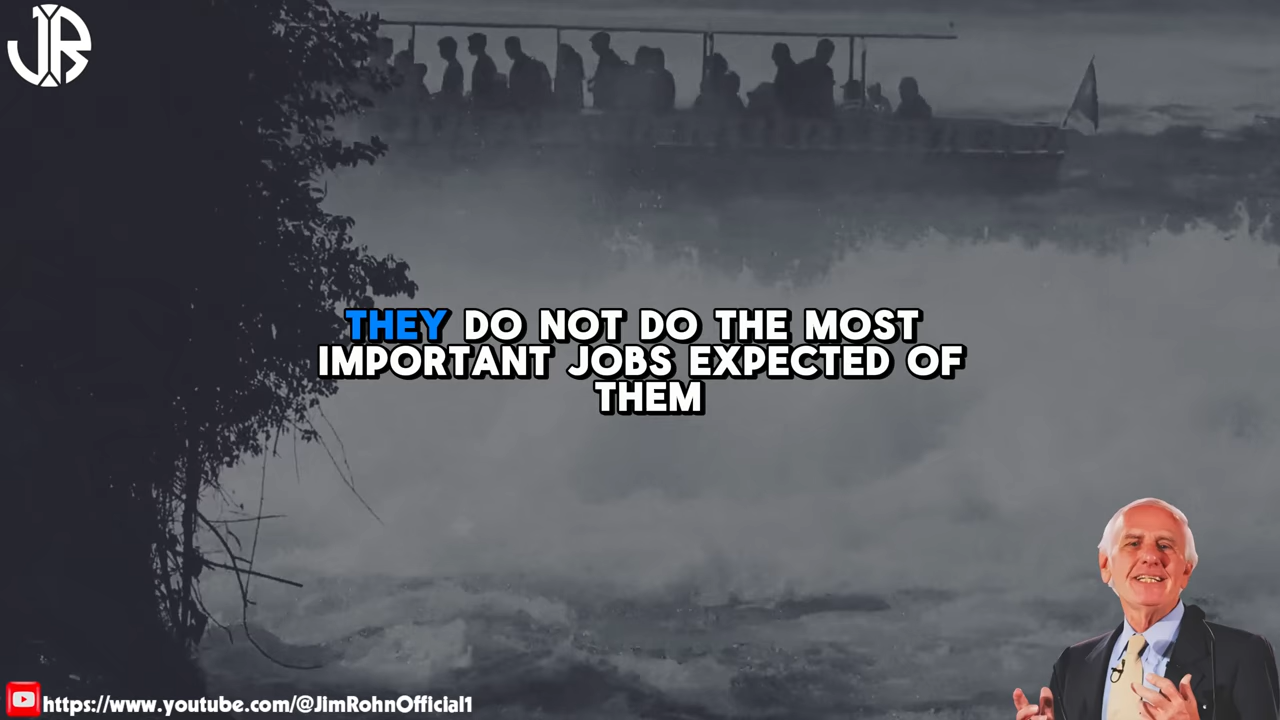 JR
THEY DO NOT DO THE MOST
IMPORTANT JOBS EXPECTED OF
THEM
https://www.youtube.com/@JimRohnOfficial1